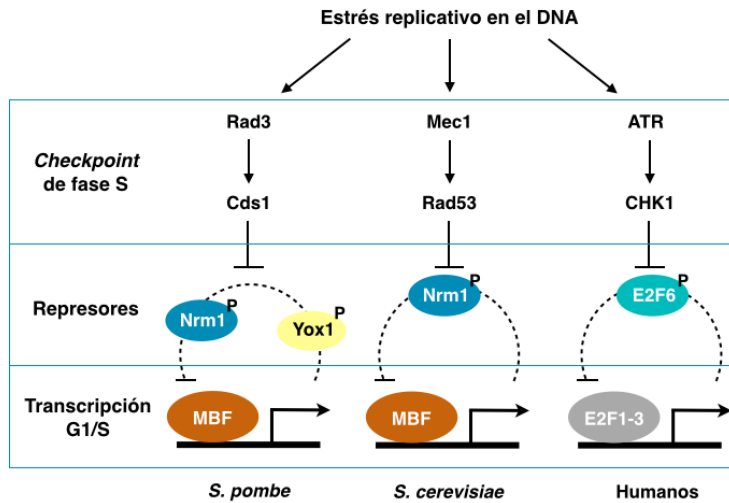 Estrés replicativo en el DNA
Checkpoint
de fase S
Rad3
Mec1
ATR
Cds1
Rad53
CHK1
Represores
Nrm1
P
Yox1
P
Nrm1
P
E2F6
P
Transcripción
G1/S
MBF
MBF
E2F1-3
S. pombe
S. cerevisiae
Humanos